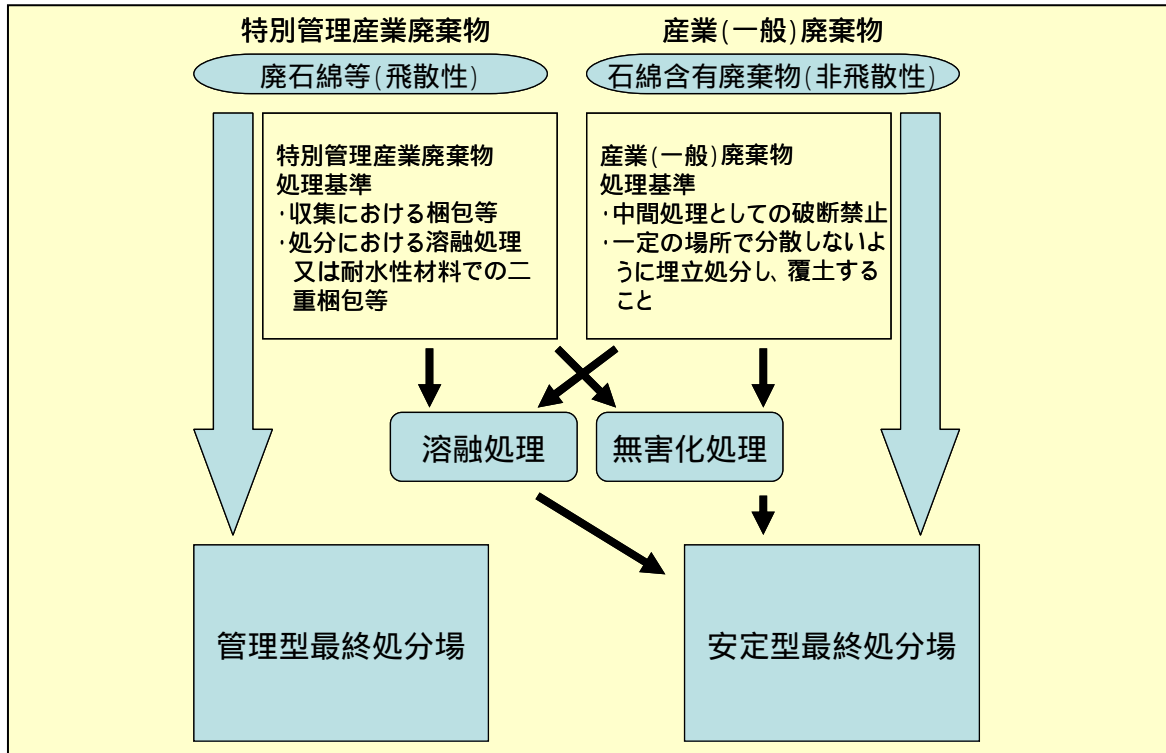 特別管理産業廃棄物
廃石綿等(飛散性)
特別管理産業廃棄物
処理基準
・収集における梱包等
・処分における溶融処理
又は耐水性材料での二
重梱包等
産業(一般)廃棄物
石綿含有廃棄物(非飛散性)
産業(一般)廃棄物
処理基準
・中間処理としての破断禁止
・一定の場所で分散しないよ
うに埋立処分し、覆土する
こと
溶融処理
無害化処理
管理型最終処分場
安定型最終処分場